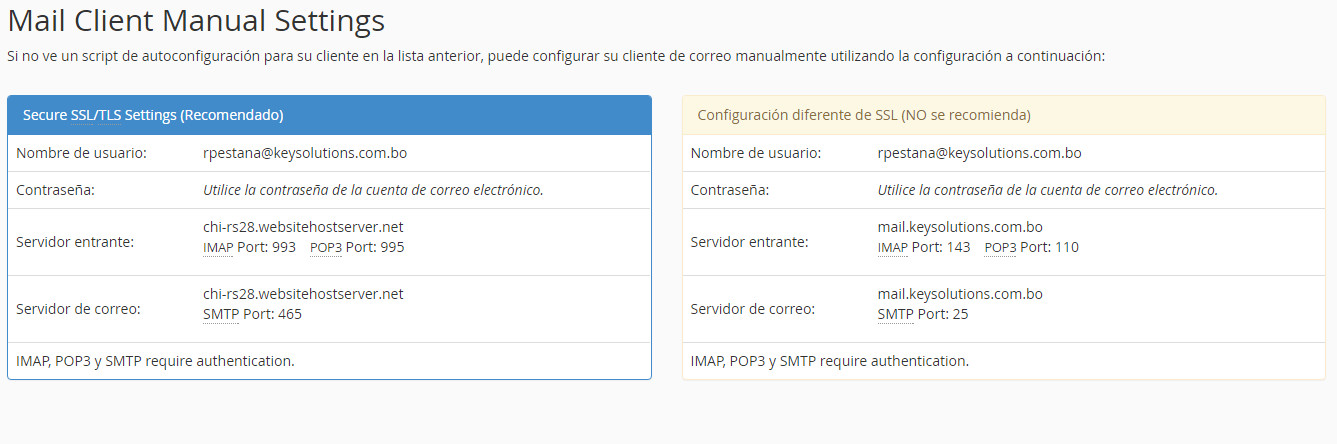 Mail Client Manual Settings
Si no ve un script de autoconfiguración para su cliente en la lista anterior, puede configurar su cliente de correo manualmente utilizando la configuración a continuación:
Secure SSL/TLS Settings (Recomendado)
Nombre de usuario: rpestana@keysolutions.com.bo
Contraseña: Utilice la contraseña de la cuenta de correo electrónico.
Servidor entrante: chi-rs28.websitehostserver.net
IMAP Port: 993 POP3 Port: 995
Servidor de correo: chi-rs28.websitehostserver.net
SMTP Port: 465
IMAP, POP3 y SMTP require authentication.
Configuración diferente de SSL (NO se recomienda)
Nombre de usuario: rpestana@keysolutions.com.bo
Contraseña: Utilice la contraseña de la cuenta de correo electrónico.
Servidor entrante: mail.keysolutions.com.bo
IMAP Port: 143 POP3 Port: 110
Servidor de correo: mail.keysolutions.com.bo
SMTP Port: 25
IMAP, POP3 y SMTP require authentication.